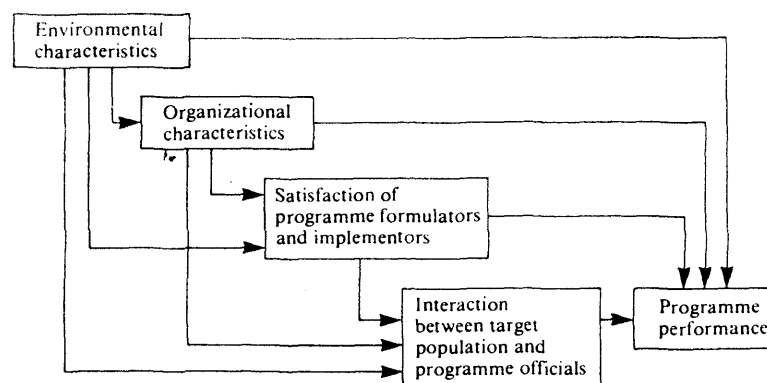 Environmental
characteristics
Organizational
characteristics
Satisfaction of
programme formulators
and implementors
Interaction
between target
population and
programme officials
Programme
performance